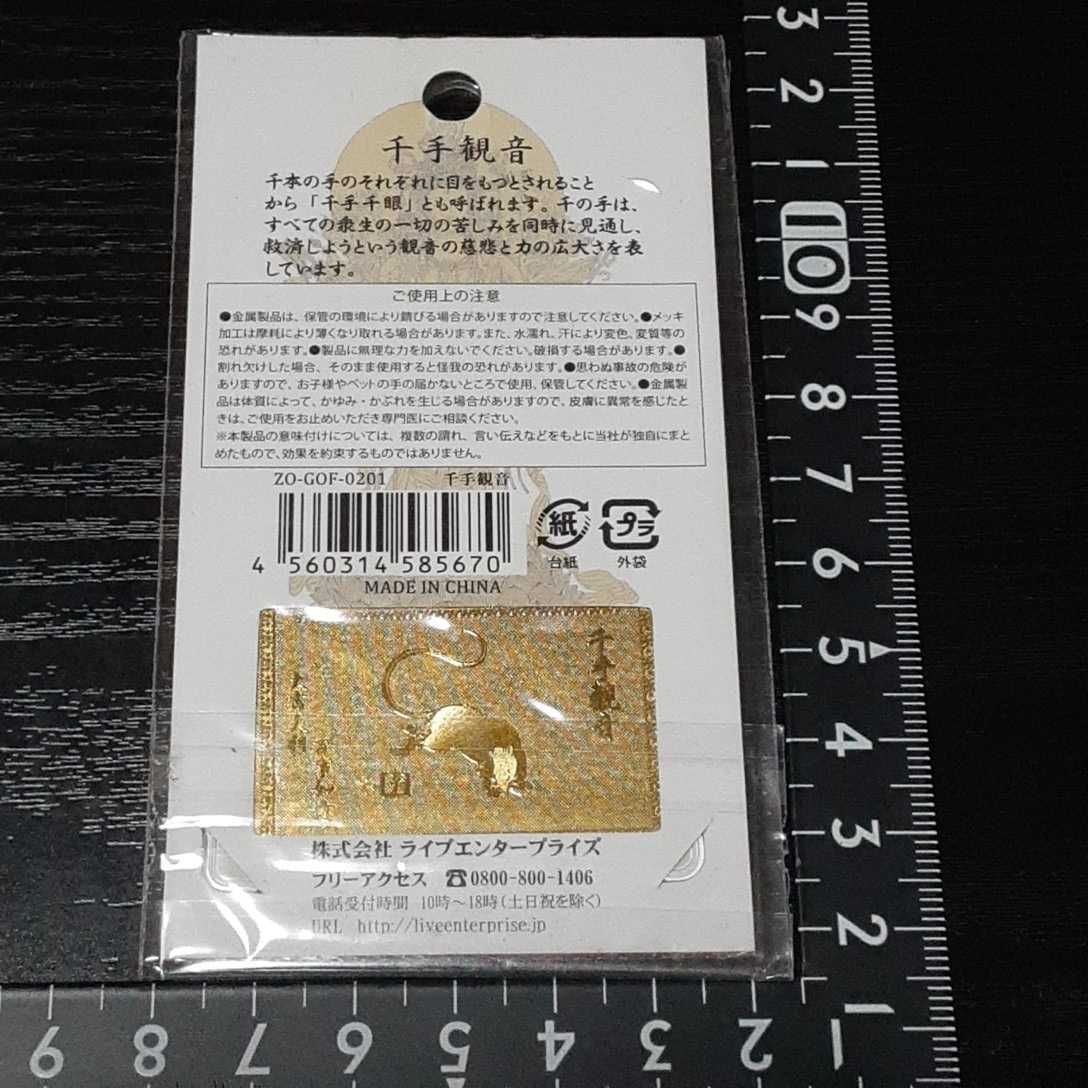 千手観音
千本の手のそれぞれに目をもつとされること
から「千手千眼」とも呼ばれます。千の手は、
すべての衆生の一切の苦しみを同時に見通し、
救済しようという観音の慈悲と力の広大さを表
しています。
ご使用上の注意
●金属製品は、保管の環境により錆びる場合がありますので注意してください。●メッキ
加工は摩耗により薄くなり取れる場合があります。また、水濡れ、汗により変色、変質等の
恐れがあります。●製品に無理な力を加えないでください。破損する場合があります。●
割れ欠けした場合、そのまま使用すると怪我の恐れがあります。●思わぬ事故の危険が
ありますので、お子様やペットの手の届かないところで使用、保管してください。●金属製
品は体質によって、かゆみ・かぶれを生じる場合がありますので、皮膚に異常を感じたと
きは、ご使用をお止めいただき専門医にご相談ください。
※本製品の意味付けについては、複数の謂れ、言い伝えなどをもとに当社が独自にまと
めたもので、効果を約束するものではありません。
ZO-GOF-0201 千手観音
紙
プラ
台紙
外袋
4 560314 585670
MADE IN CHINA
千手観音
株式会社 ライブエンタープライズ
フリーアクセス ☎0800-800-1406
電話受付時間 10時〜18時(土日祝を除く)
URL http://liveenterprise.jp
3
2
1
10
9
8
7
6
5
4
3
2
1
9 8 7 6 5 4 3 2